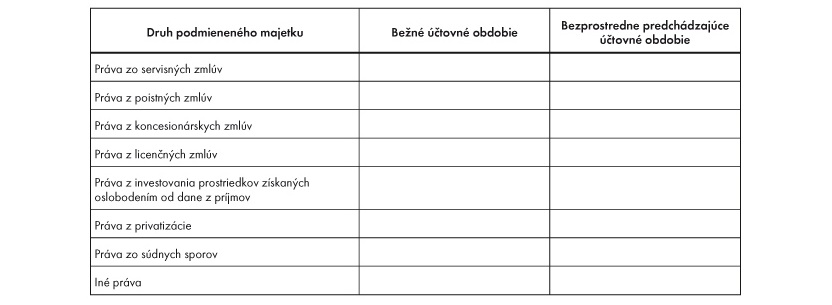 Druh podmieneného majetku
Bežné účtovné obdobie
Bezprostredne predchádzajúce
účtovné obdobie
Práva zo servisných zmlúv
Práva z poistných zmlúv
Práva z koncesionárskych zmlúv
Práva z licenčných zmlúv
Práva z investovania prostriedkov získaných
oslobodením od dane z príjmov
Práva z privatizácie
Práva zo súdnych sporov
Iné práva